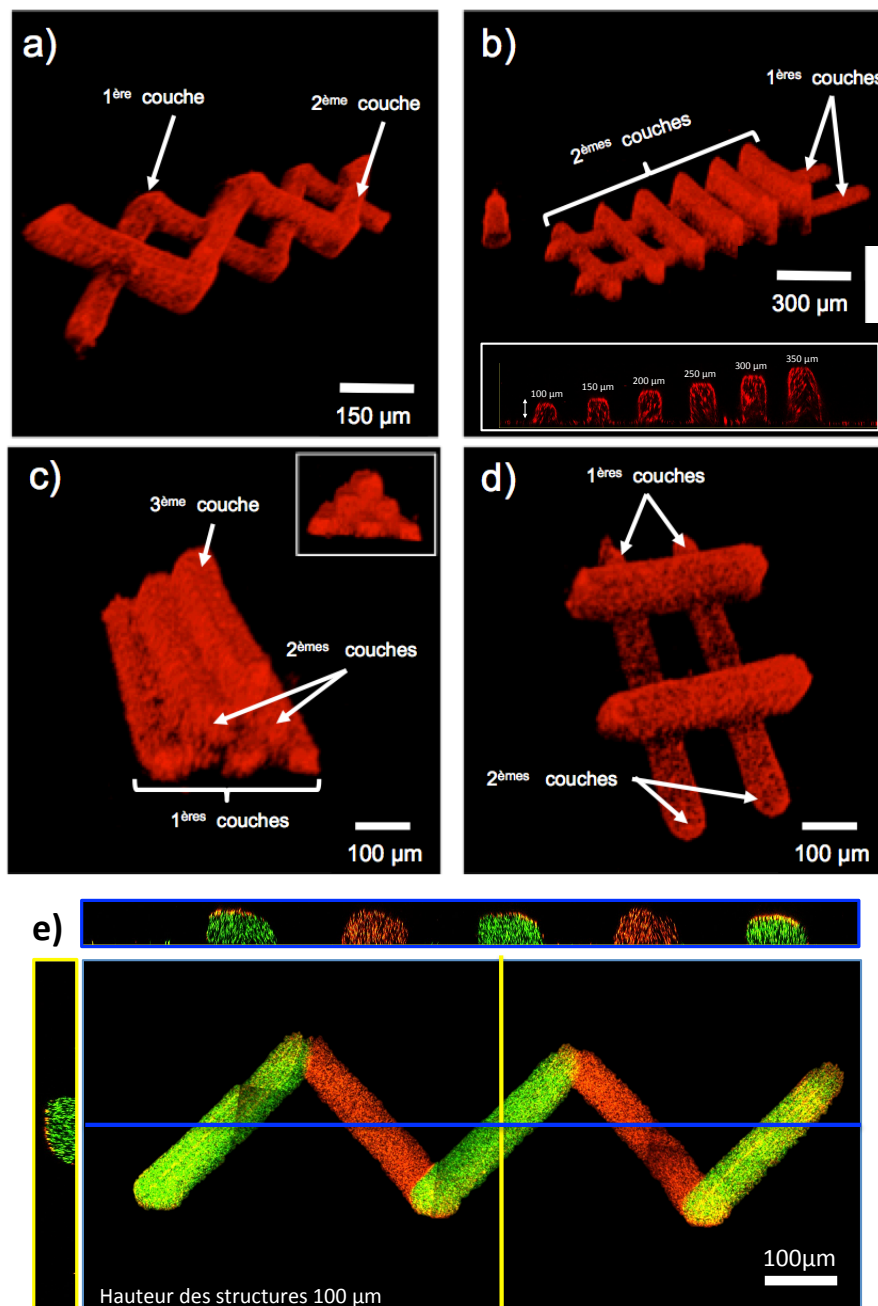 a)
1ère couche
2ème couche
150 µm
b)
1ères couches
2èmes couches
300 µm
100 µm
150 µm
200 µm
250 µm
300 µm
350 µm
c)
3ème couche
2èmes couches
1ères couches
100 µm
d)
1ères couches
2èmes couches
100 µm
e)
100µm
Hauteur des structures 100 µm